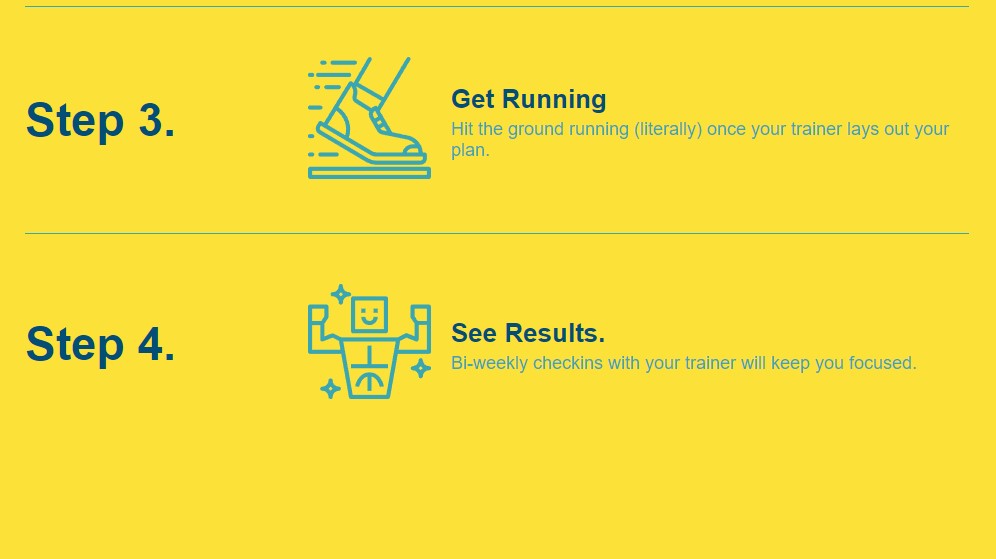 Step 3.
Get Running
Hit the ground running (literally) once your trainer lays out your
plan.
Step 4.
See Results.
Bi-weekly checkins with your trainer will keep you focused.